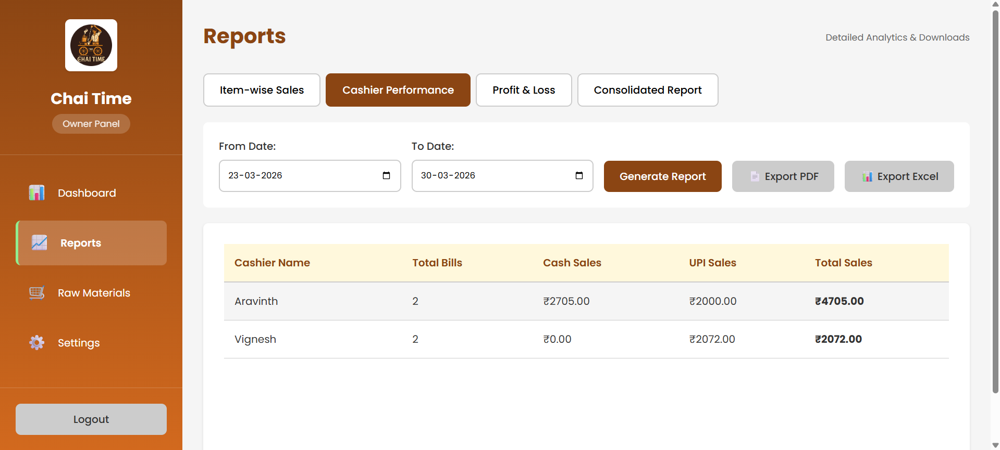 THE
CHAI TIME
Chai Time
Owner Panel
Dashboard
Reports
Raw Materials
Settings
Logout
Reports
Detailed Analytics & Downloads
Item-wise Sales
Cashier Performance
Profit & Loss
Consolidated Report
From Date:
To Date:
23-03-2026
30-03-2026
Generate Report
Export PDF
Export Excel
Cashier Name Total Bills Cash Sales UPI Sales Total Sales
Aravinth 2 ₹2705.00 ₹2000.00 ₹4705.00
Vignesh 2 ₹0.00 ₹2072.00 ₹2072.00